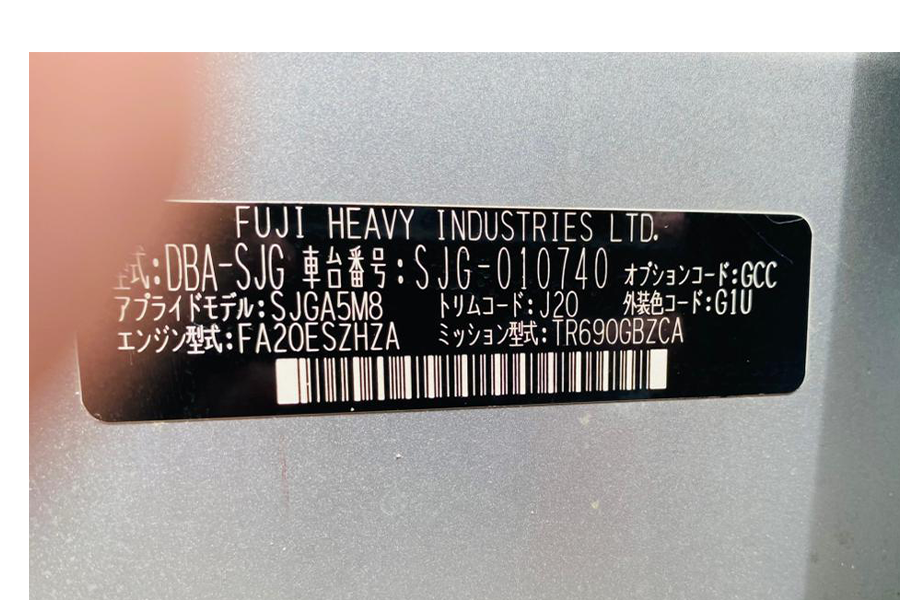 FUJI HEAVY INDUSTRIES LTD.
型式:DBA-SJG 車台番号:SJG-010740 オプションコード:GCC
アプライドモデル:SJGA5M8 トリムコード:J20 外装色コード:G1U
エンジン型式:FA20ESZHZA ミッション型式:TR690GBZCA